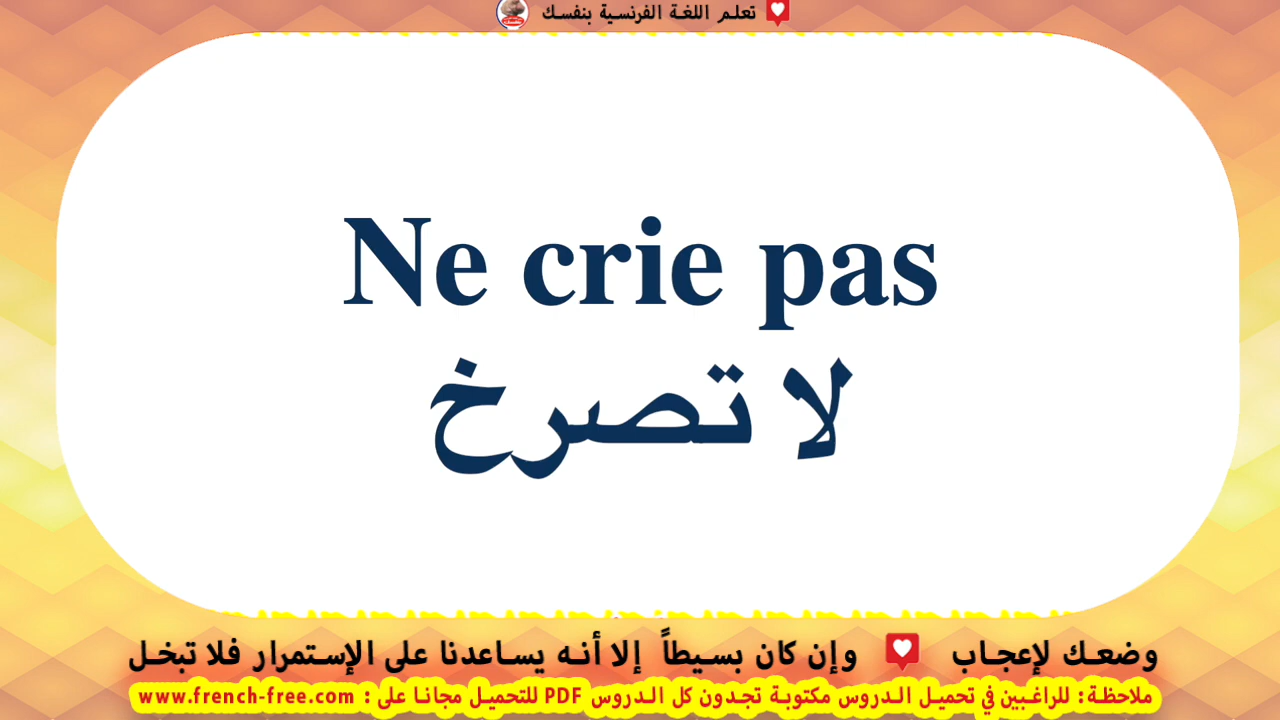 تعلم اللغة الفرنسية بنفسك
Ne crie pas
لا تصرخ
وضعك لإعجاب وإن كان بسيطاً إلا أنه يساعدنا على الإستمرار فلا تبخل
ملاحظة: للراغبين في تحميل الدروس مكتوبة تجدون كل الدروس PDF للتحميل مجانا على : www.french-free.com